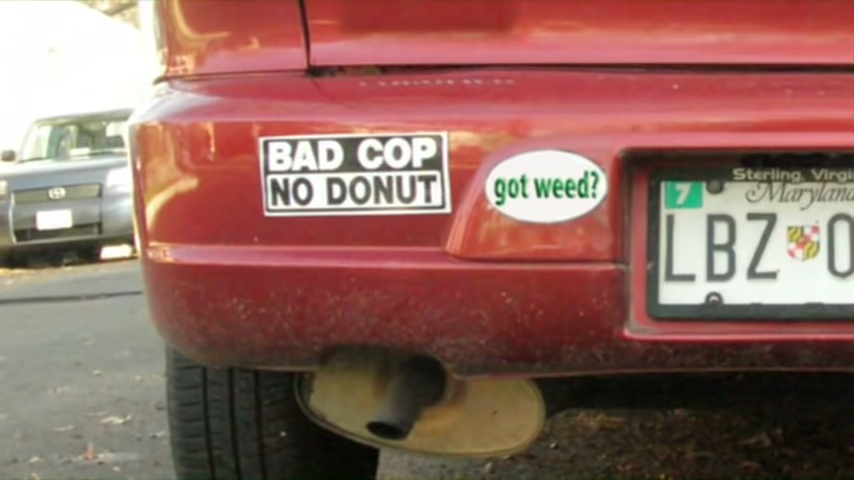 BAD COP
NO DONUT
got weed?
Sterling, Virgi
Maryland
7
LBZ 0